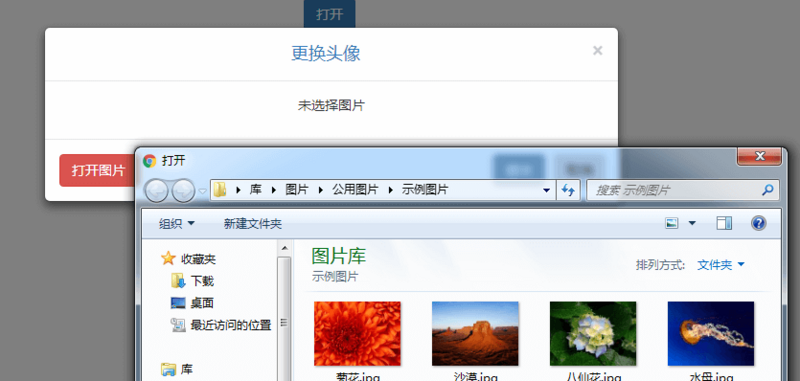 打开
更换头像
×
未选择图片
打开图片
打开
库 图片 公用图片 示例图片
搜索 示例图片
组织 新建文件夹
收藏夹
下载
桌面
最近访问的位置
库
图片库
示例图片
排列方式: 文件夹
菊花.jpg 沙漠.jpg 八仙花.jpg 水母.jpg